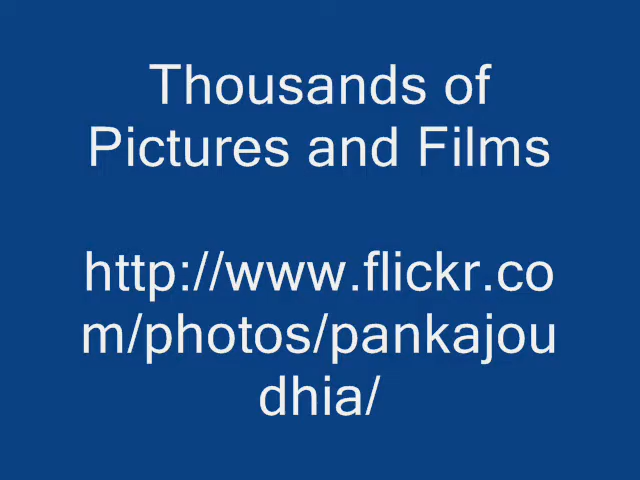 Thousands of
Pictures and Films
http://www.flickr.co
m/photos/pankajou
dhia/